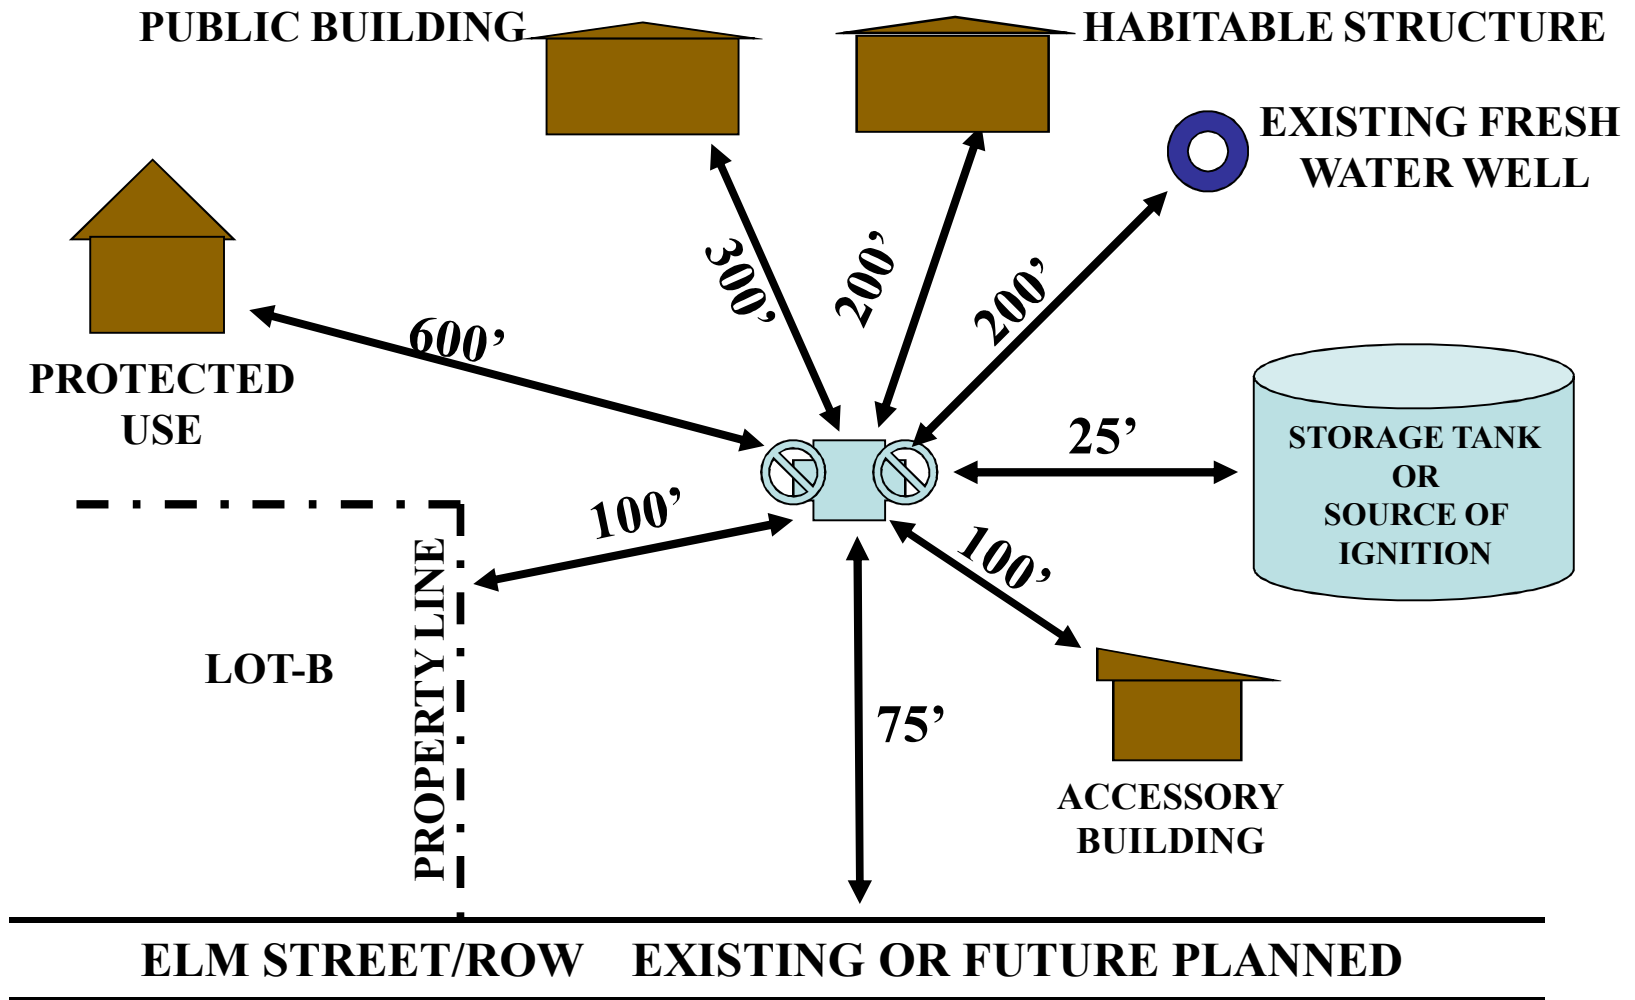 PUBLIC BUILDING
HABITABLE STRUCTURE
EXISTING FRESH
WATER WELL
300’
200’
200’
600’
PROTECTED
USE
25’
STORAGE TANK
OR
SOURCE OF
IGNITION
100’
100’
PROPERTY LINE
LOT-B
75’
ACCESSORY
BUILDING
ELM STREET/ROW EXISTING OR FUTURE PLANNED